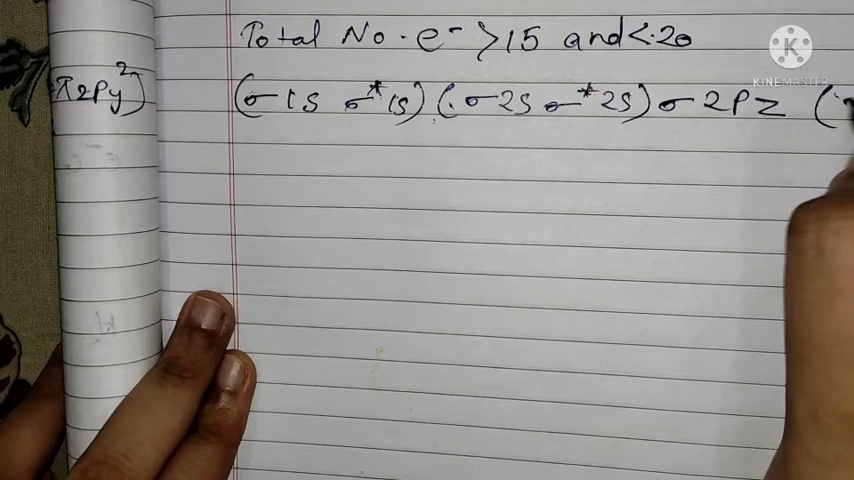 Total No. e⁻ >15 and <.20
π2Py²)
(σ1s σ*1s) (σ2s σ*2s) σ2Pz (
KINEMASTER